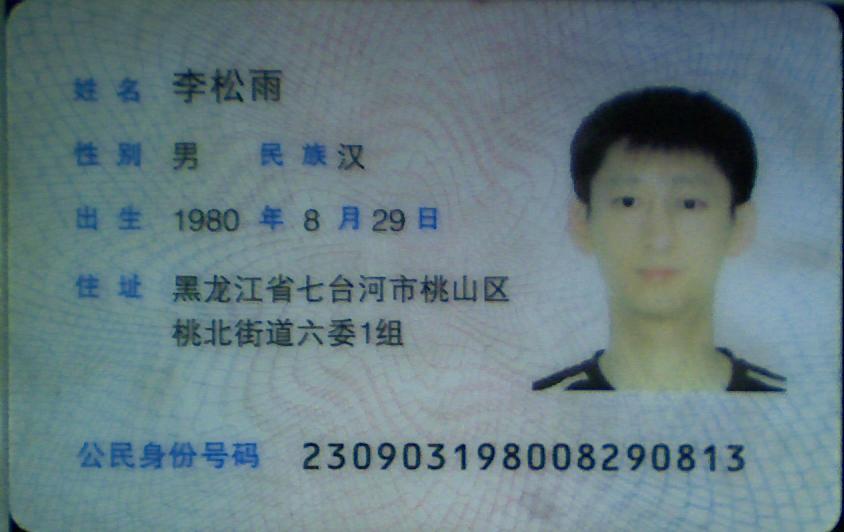 姓名 李松雨
性别 男 民族 汉
出生 1980 年 8 月 29 日
住址 黑龙江省七台河市桃山区
桃北街道六委1组
公民身份号码 230903198008290813